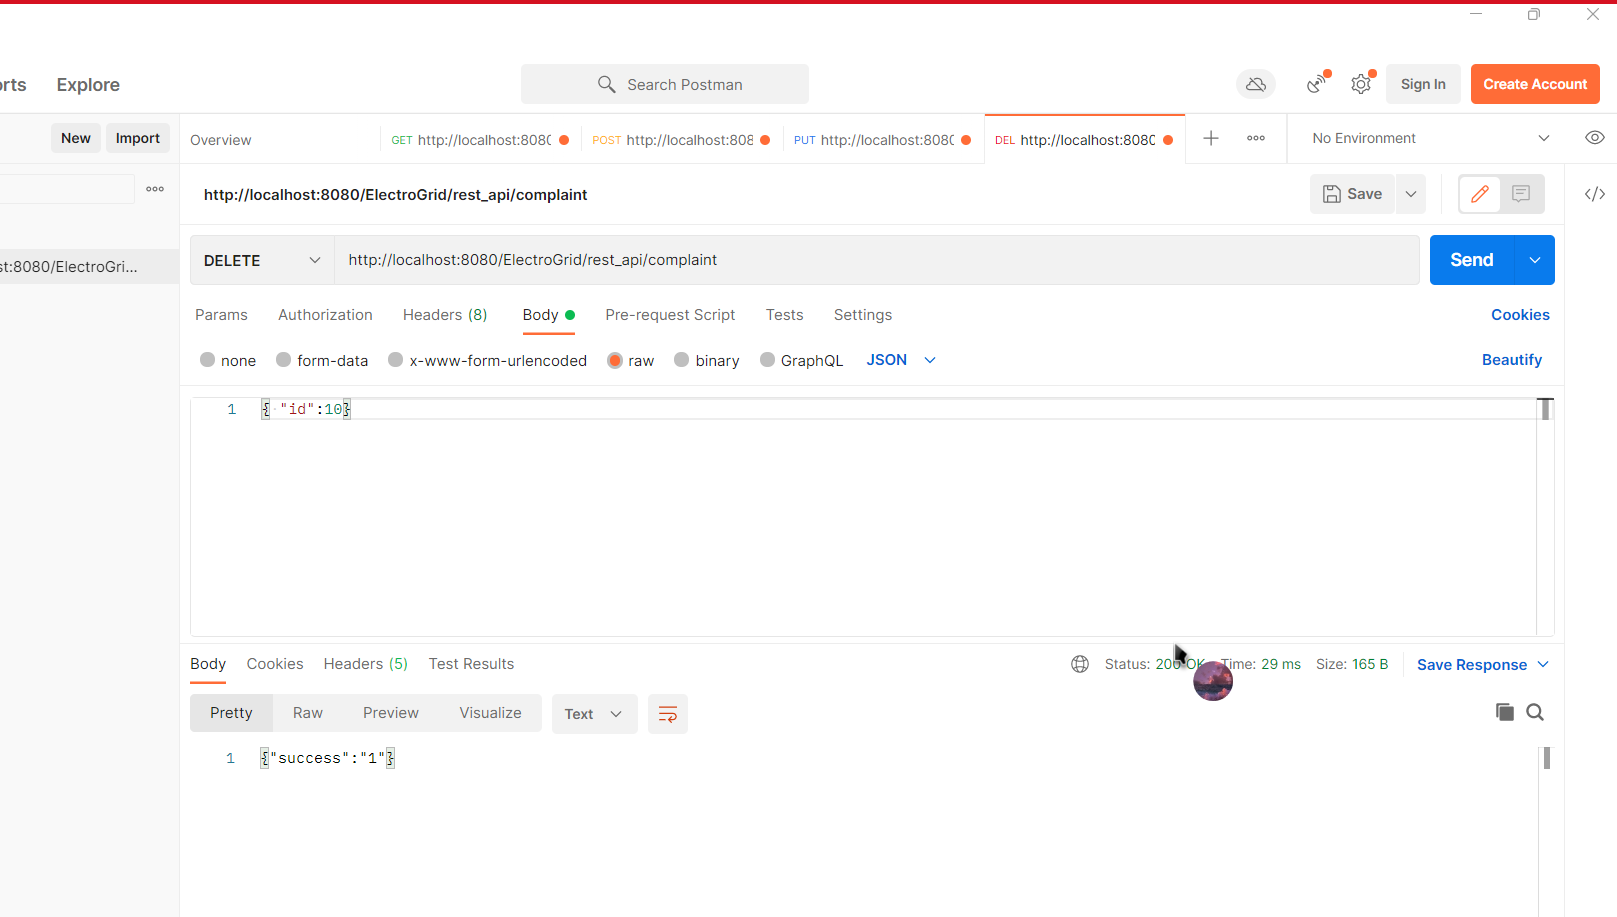 orts Explore Search Postman Sign In Create Account
New Import Overview GET http://localhost:8080 POST http://localhost:808 PUT http://localhost:8080 DEL http://localhost:8080 No Environment
http://localhost:8080/ElectroGrid/rest_api/complaint Save
st:8080/ElectroGri... DELETE http://localhost:8080/ElectroGrid/rest_api/complaint Send
Params Authorization Headers (8) Body Pre-request Script Tests Settings Cookies
none form-data x-www-form-urlencoded raw binary GraphQL JSON Beautify
1 { "id":10}
Body Cookies Headers (5) Test Results Status: 200 OK Time: 29 ms Size: 165 B Save Response
Pretty Raw Preview Visualize Text
1 {"success":"1"}